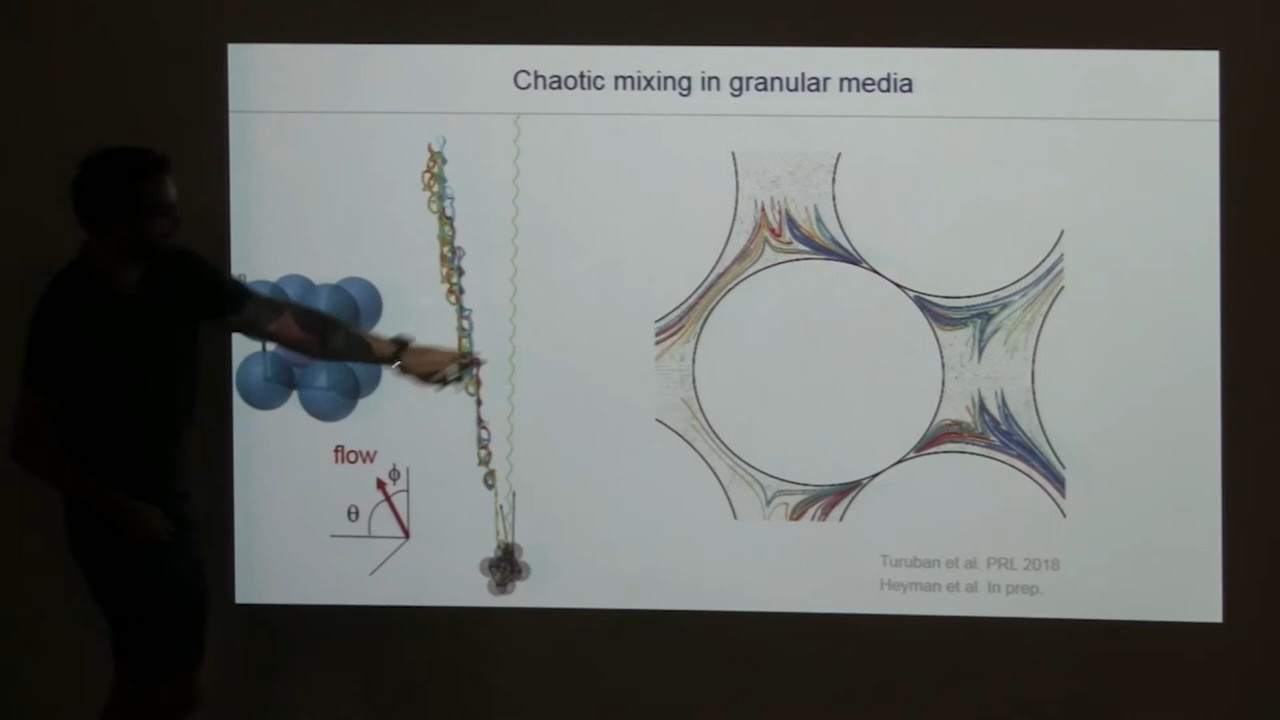 Chaotic mixing in granular media
flow
ϕ
θ
Turuban et al. PRL 2018
Heyman et al. In prep.